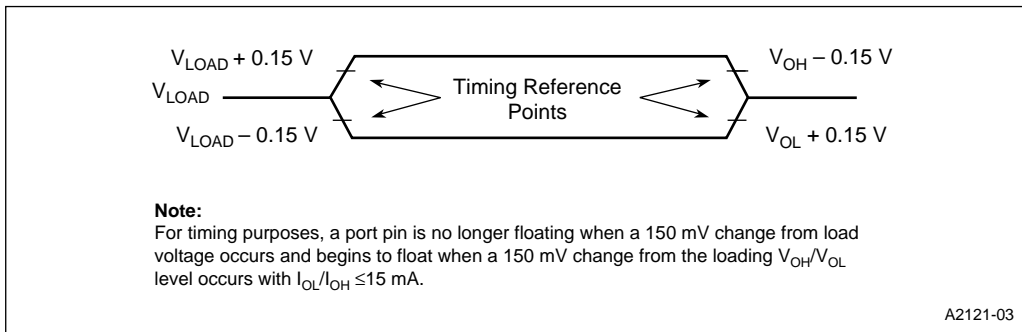 V_LOAD + 0.15 V
V_OH – 0.15 V
V_LOAD
Timing Reference
Points
V_LOAD – 0.15 V
V_OL + 0.15 V
Note:
For timing purposes, a port pin is no longer floating when a 150 mV change from load
voltage occurs and begins to float when a 150 mV change from the loading V_OH/V_OL
level occurs with I_OL/I_OH ≤15 mA.
A2121-03